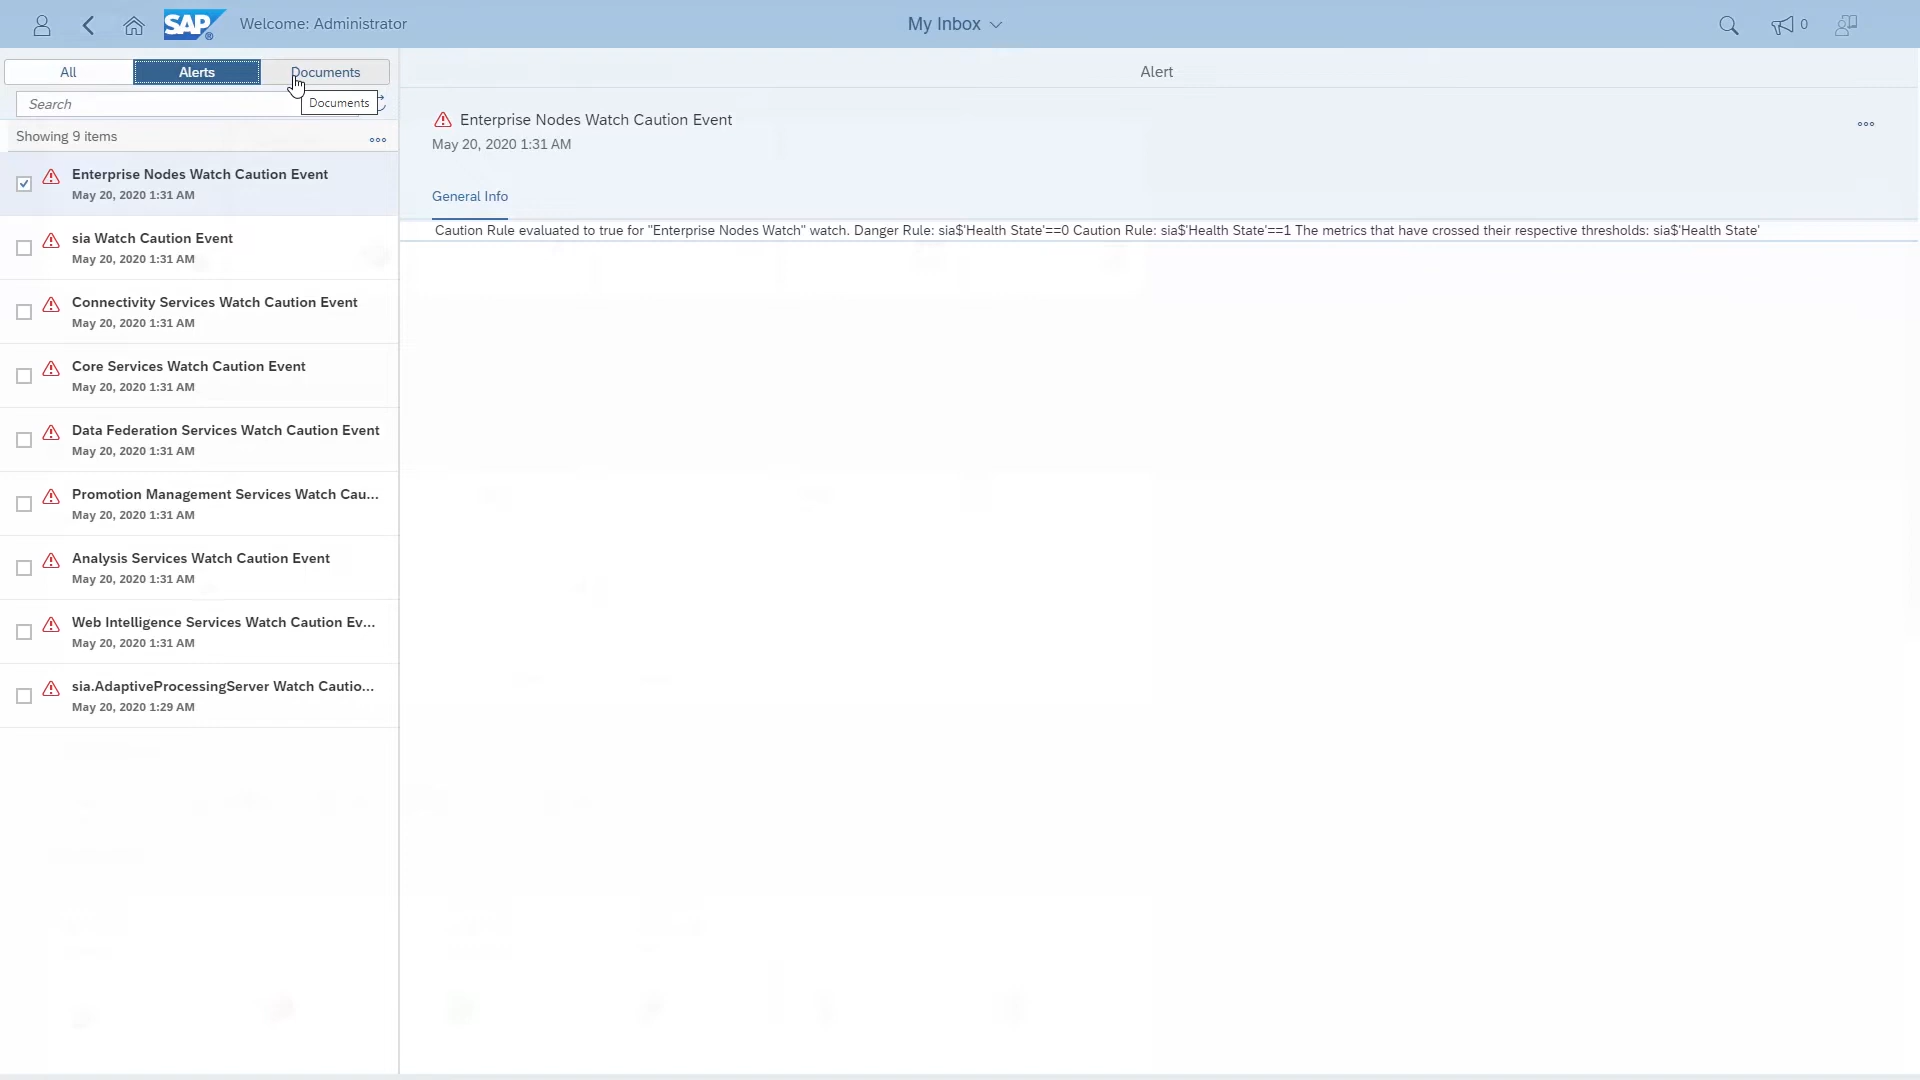 SAP
Welcome: Administrator
My Inbox
0
All
Alerts
Documents
Search
Documents
Showing 9 items
Enterprise Nodes Watch Caution Event
May 20, 2020 1:31 AM
sia Watch Caution Event
May 20, 2020 1:31 AM
Connectivity Services Watch Caution Event
May 20, 2020 1:31 AM
Core Services Watch Caution Event
May 20, 2020 1:31 AM
Data Federation Services Watch Caution Event
May 20, 2020 1:31 AM
Promotion Management Services Watch Cau...
May 20, 2020 1:31 AM
Analysis Services Watch Caution Event
May 20, 2020 1:31 AM
Web Intelligence Services Watch Caution Ev...
May 20, 2020 1:31 AM
sia.AdaptiveProcessingServer Watch Cautio...
May 20, 2020 1:29 AM
Alert
Enterprise Nodes Watch Caution Event
May 20, 2020 1:31 AM
General Info
Caution Rule evaluated to true for "Enterprise Nodes Watch" watch. Danger Rule: sia$'Health State'==0 Caution Rule: sia$'Health State'==1 The metrics that have crossed their respective thresholds: sia$'Health State'